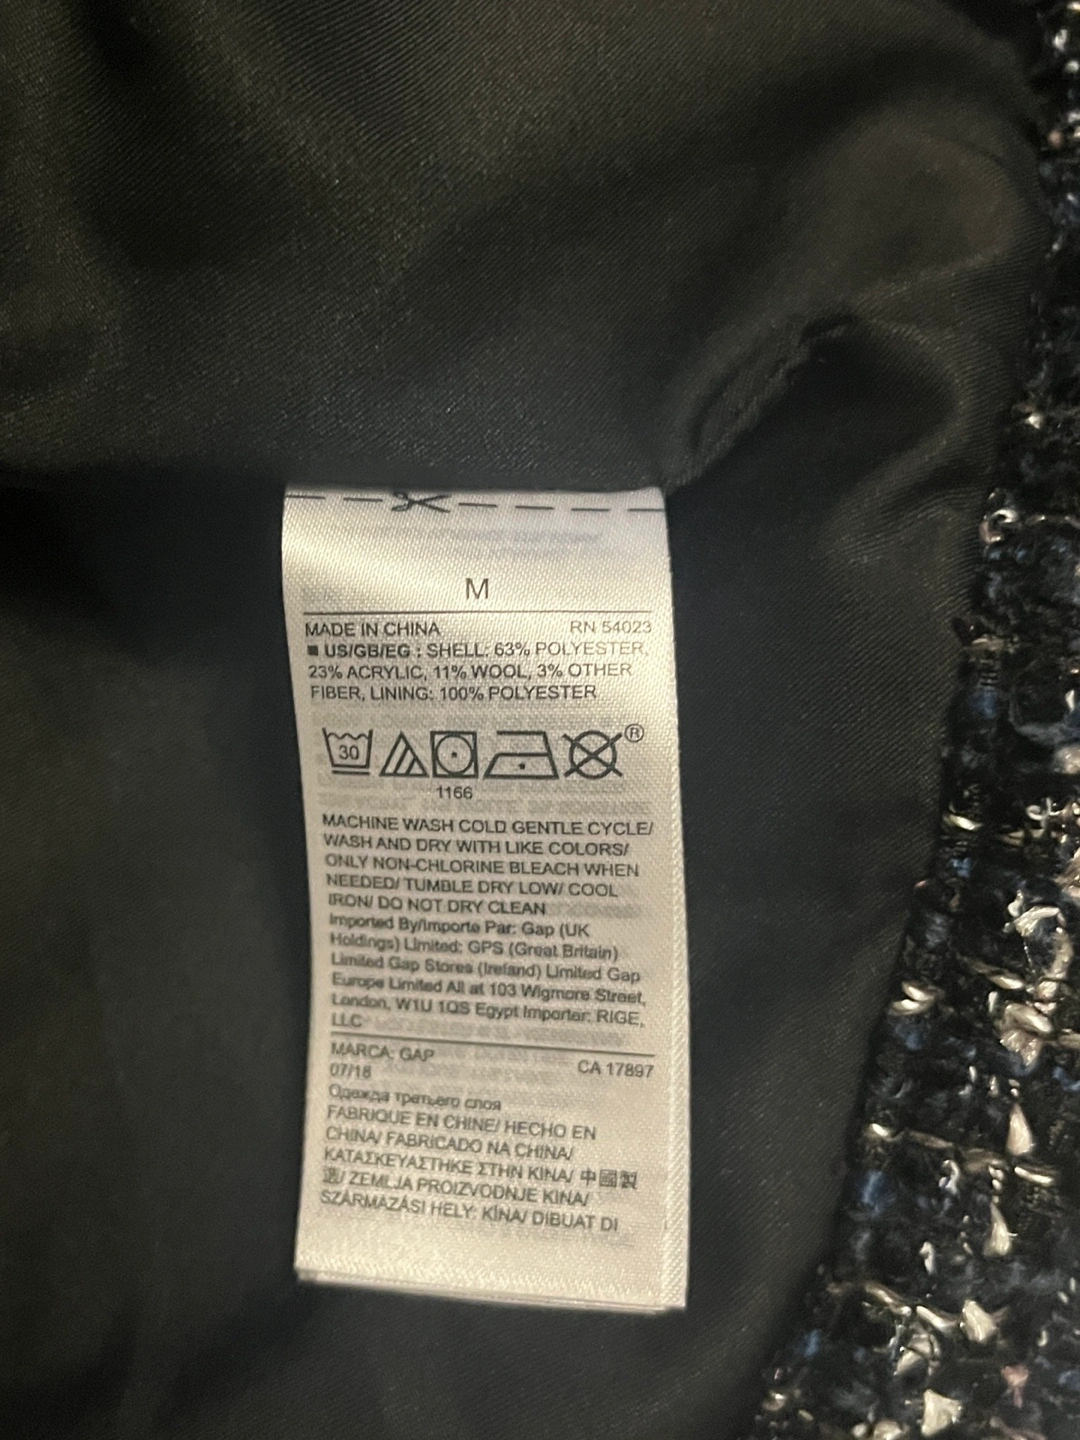 M
MADE IN CHINA RN 54023
■ US/GB/EG : SHELL: 63% POLYESTER,
23% ACRYLIC, 11% WOOL, 3% OTHER
FIBER, LINING: 100% POLYESTER
30
®
1166
MACHINE WASH COLD GENTLE CYCLE/
WASH AND DRY WITH LIKE COLORS/
ONLY NON-CHLORINE BLEACH WHEN
NEEDED/ TUMBLE DRY LOW/ COOL
IRON/ DO NOT DRY CLEAN
Imported By/Importe Par: Gap (UK
Holdings) Limited: GPS (Great Britain)
Limited Gap Stores (Ireland) Limited Gap
Europe Limited All at 103 Wigmore Street,
London, W1U 1QS Egypt Importer: RIGE,
LLC
MARCA: GAP CA 17897
07/18
Одежда третьего слоя
FABRIQUE EN CHINE/ HECHO EN
CHINA/ FABRICADO NA CHINA/
ΚΑΤΑΣΚΕΥΑΣΤΗΚΕ ΣΤΗΝ ΚΙΝΑ/ 中國製
造/ ZEMLJA PROIZVODNJE KINA/
SZÁRMAZÁSI HELY: KÍNA/ DIBUAT DI